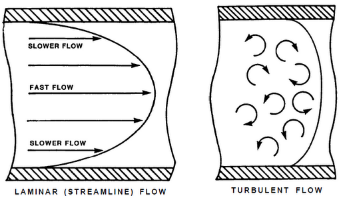 SLOWER FLOW
FAST FLOW
SLOWER FLOW
LAMINAR (STREAMLINE) FLOW
TURBULENT FLOW